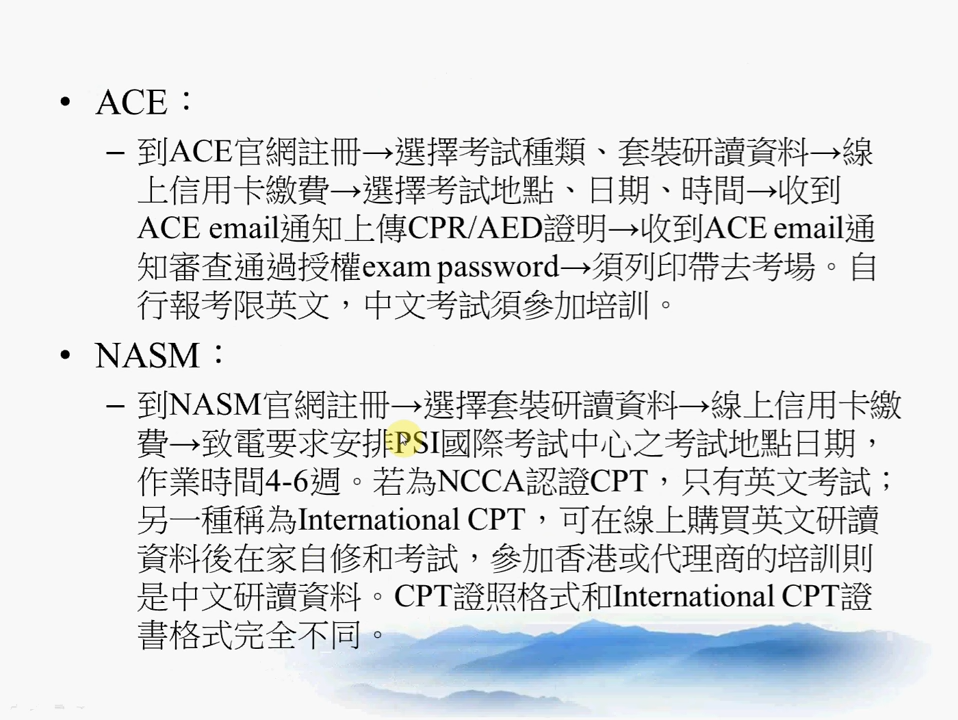 • ACE：
– 到ACE官網註冊→選擇考試種類、套裝研讀資料→線
上信用卡繳費→選擇考試地點、日期、時間→收到
ACE email通知上傳CPR/AED證明→收到ACE email通
知審查通過授權exam password→須列印帶去考場。自
行報考限英文，中文考試須參加培訓。
• NASM：
– 到NASM官網註冊→選擇套裝研讀資料→線上信用卡繳
費→致電要求安排PSI國際考試中心之考試地點日期，
作業時間4-6週。若為NCCA認證CPT，只有英文考試；
另一種稱為International CPT，可在線上購買英文研讀
資料後在家自修和考試，參加香港或代理商的培訓則
是中文研讀資料。CPT證照格式和International CPT證
書格式完全不同。